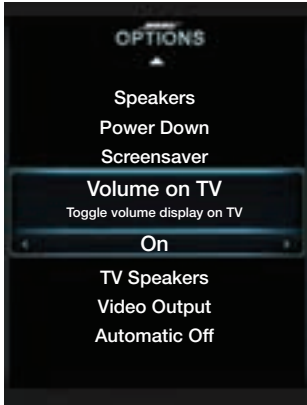 OPTIONS
Speakers
Power Down
Screensaver
Volume on TV
Toggle volume display on TV
On
TV Speakers
Video Output
Automatic Off